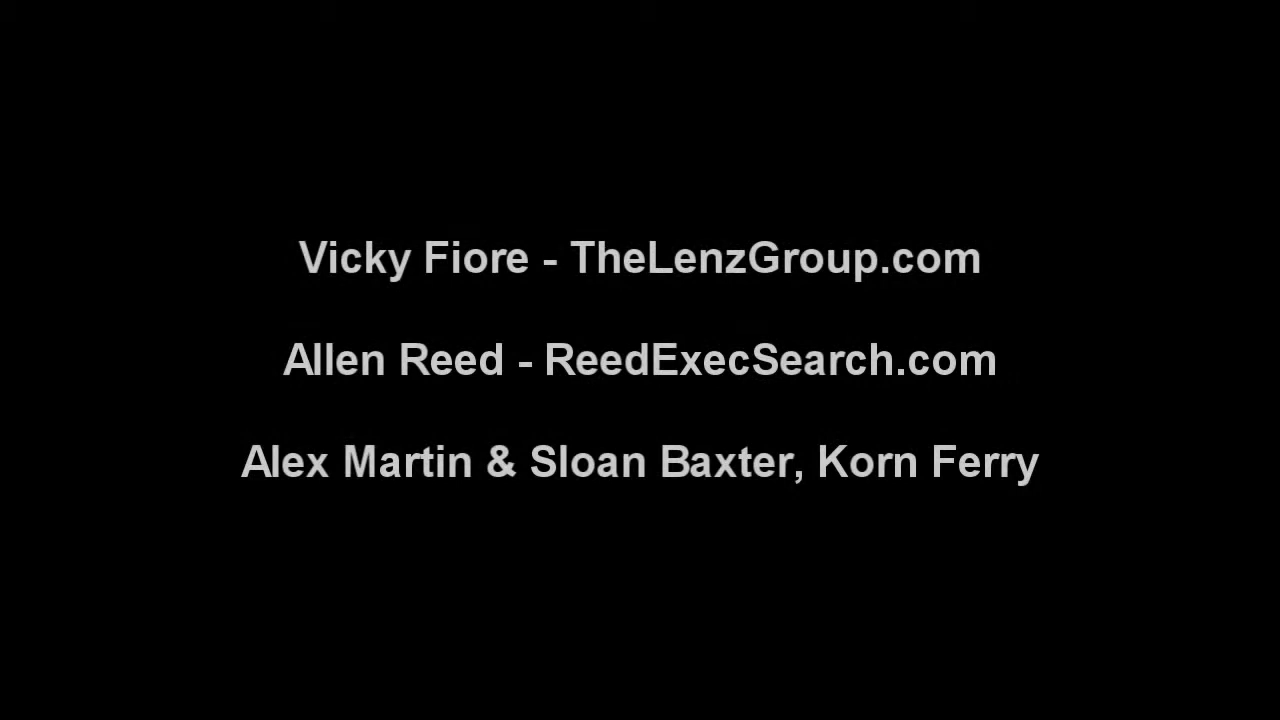 Vicky Fiore - TheLenzGroup.com
Allen Reed - ReedExecSearch.com
Alex Martin & Sloan Baxter, Korn Ferry